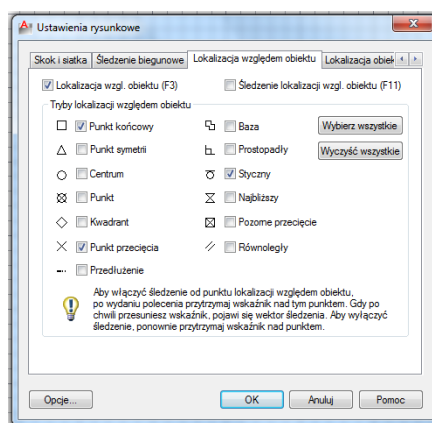 Ustawienia rysunkowe
Skok i siatka Śledzenie biegunowe Lokalizacja względem obiektu Lokalizacja obiek
Lokalizacja wzgl. obiektu (F3) Śledzenie lokalizacji wzgl. obiektu (F11)
Tryby lokalizacji względem obiektu
Punkt końcowy Baza Wybierz wszystkie
Punkt symetrii Prostopadły Wyczyść wszystkie
Centrum Styczny
Punkt Najbliższy
Kwadrant Pozorne przecięcie
Punkt przecięcia Równoległy
Przedłużenie
Aby włączyć śledzenie od punktu lokalizacji względem obiektu,
po wydaniu polecenia przytrzymaj wskaźnik nad tym punktem. Gdy po
chwili przesuniesz wskaźnik, pojawi się wektor śledzenia. Aby wyłączyć
śledzenie, ponownie przytrzymaj wskaźnik nad punktem.
Opcje... OK Anuluj Pomoc